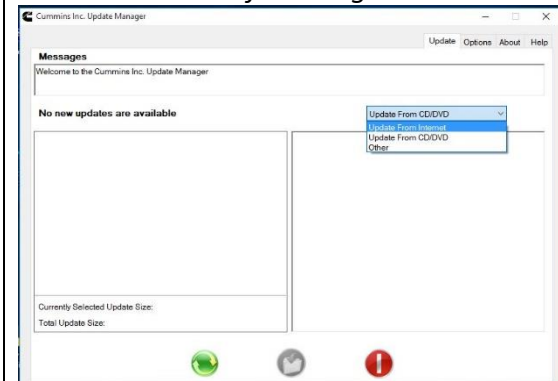 Cummins Inc. Update Manager
Update Options About Help
Messages
Welcome to the Cummins Inc. Update Manager
No new updates are available
Update From CD/DVD
Update From Internet
Update From CD/DVD
Other
Currently Selected Update Size:
Total Update Size: